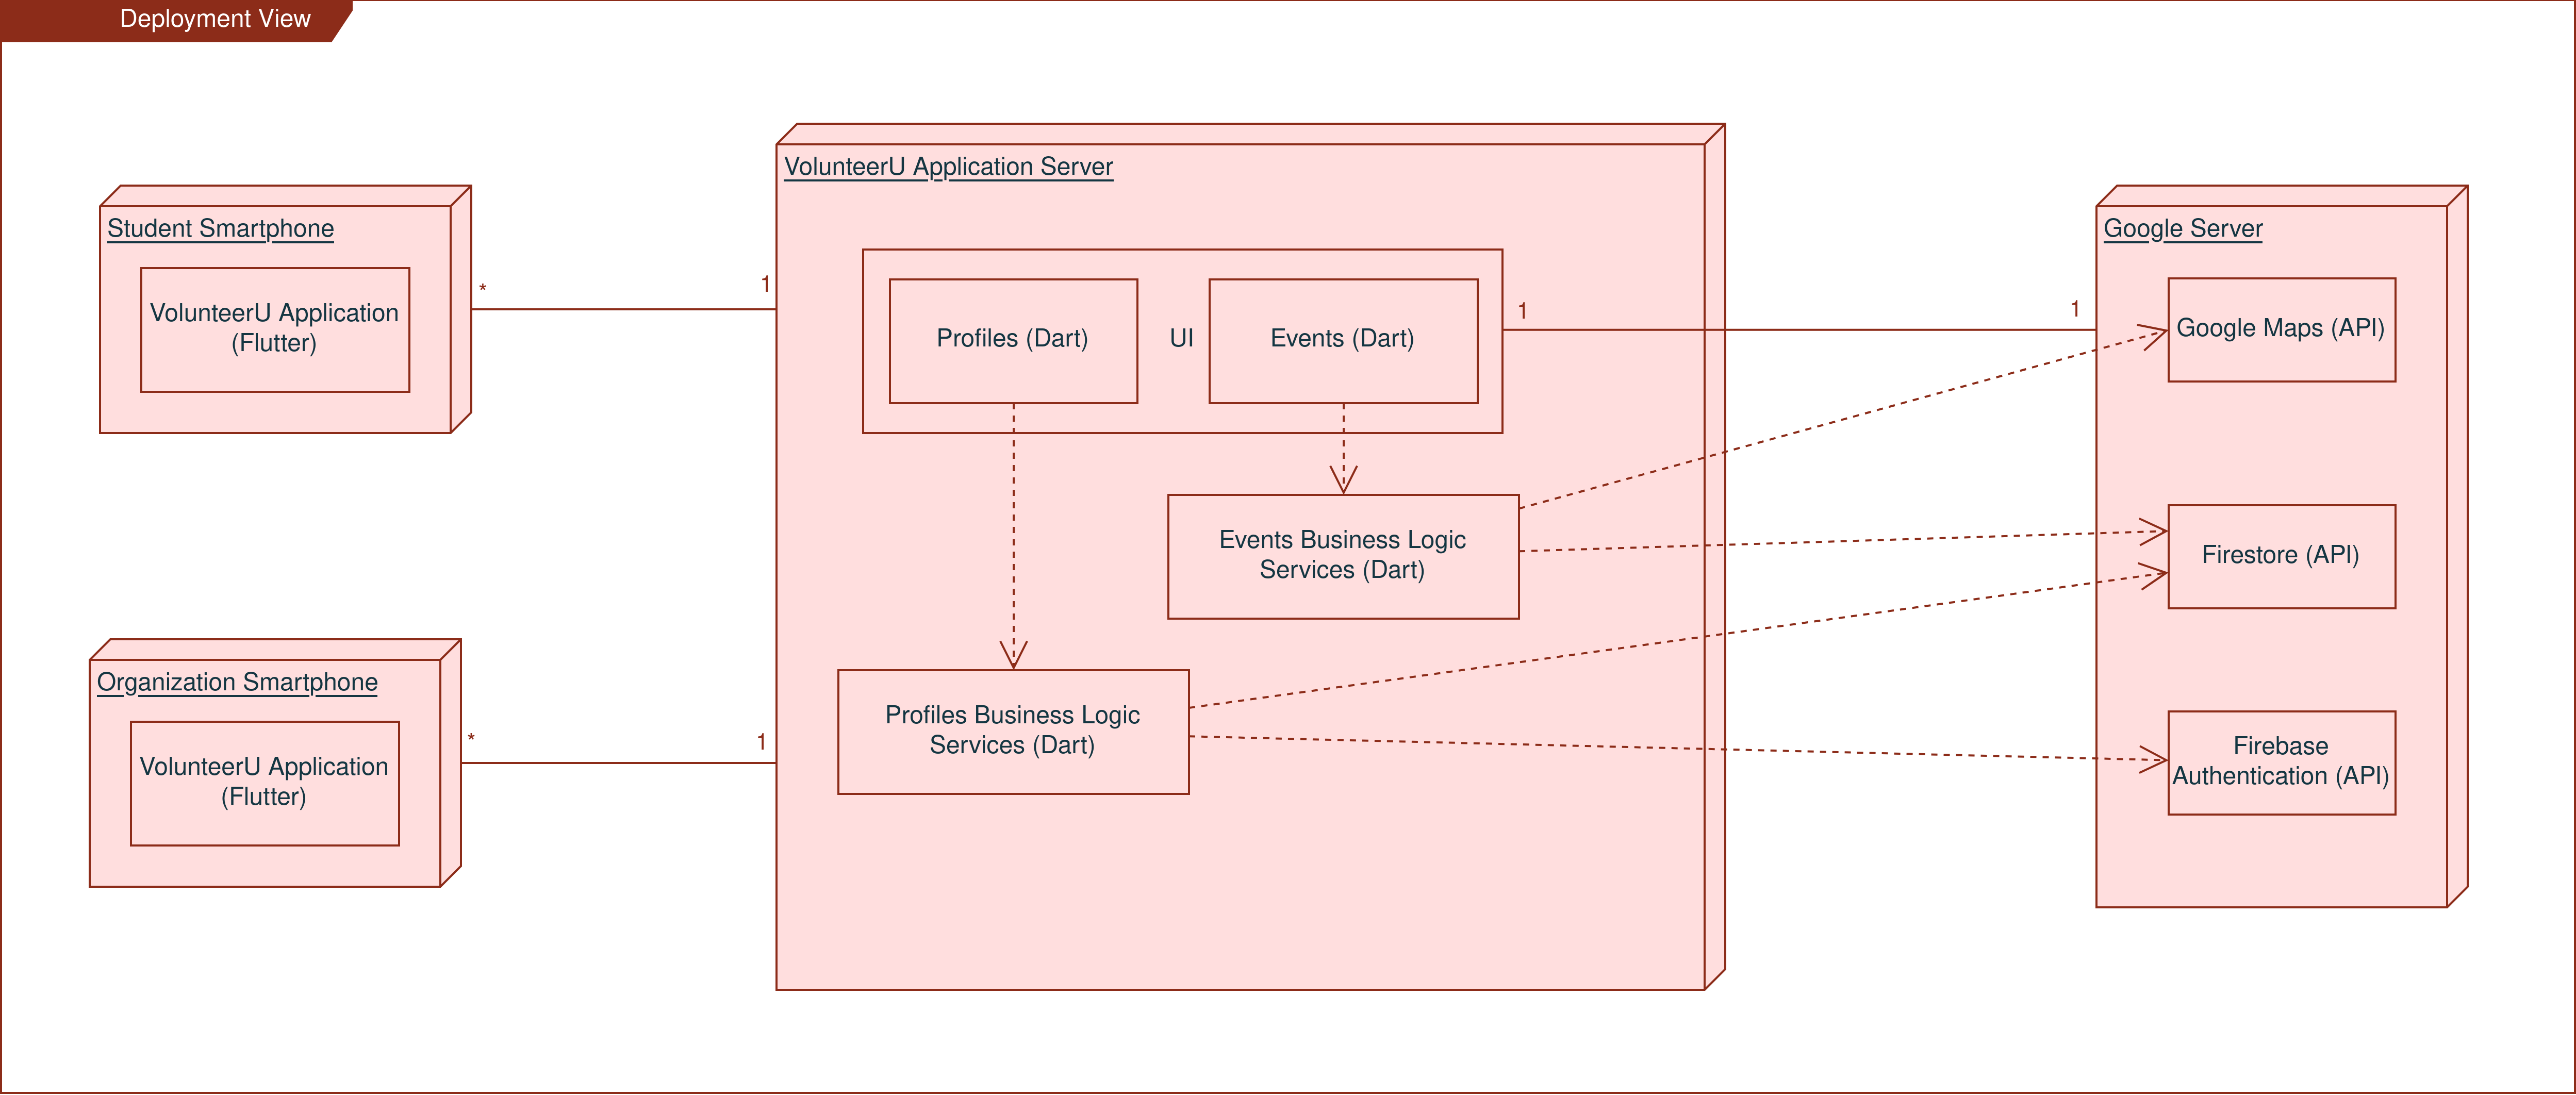 Deployment View
Student Smartphone
VolunteerU Application
(Flutter)
*
1
Organization Smartphone
VolunteerU Application
(Flutter)
*
1
VolunteerU Application Server
Profiles (Dart)
UI
Events (Dart)
1
1
Events Business Logic
Services (Dart)
Profiles Business Logic
Services (Dart)
Google Server
Google Maps (API)
Firestore (API)
Firebase
Authentication (API)